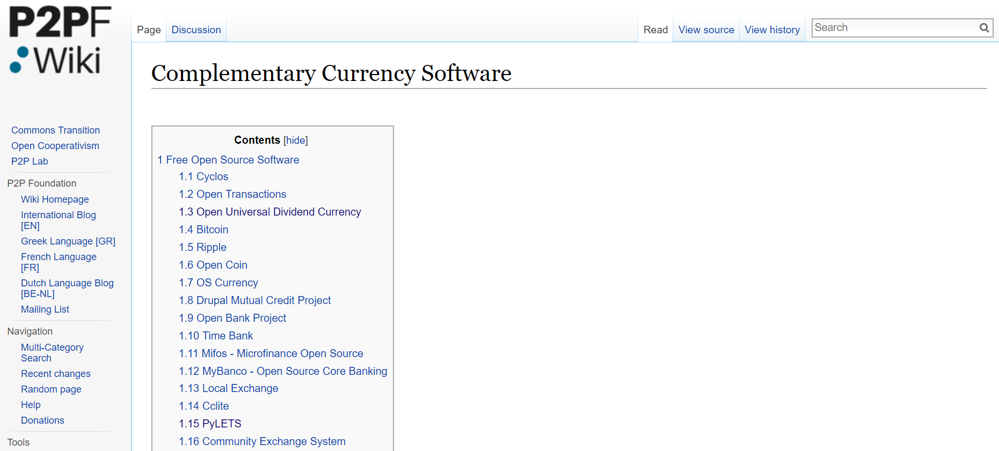 P2PF
Wiki
Page
Discussion
Read
View source
View history
Search
Complementary Currency Software
Commons Transition
Open Cooperativism
P2P Lab
P2P Foundation
Wiki Homepage
International Blog
[EN]
Greek Language [GR]
French Language
[FR]
Dutch Language Blog
[BE-NL]
Mailing List
Navigation
Multi-Category
Search
Recent changes
Random page
Help
Donations
Tools
Contents [hide]
1 Free Open Source Software
1.1 Cyclos
1.2 Open Transactions
1.3 Open Universal Dividend Currency
1.4 Bitcoin
1.5 Ripple
1.6 Open Coin
1.7 OS Currency
1.8 Drupal Mutual Credit Project
1.9 Open Bank Project
1.10 Time Bank
1.11 Mifos - Microfinance Open Source
1.12 MyBanco - Open Source Core Banking
1.13 Local Exchange
1.14 Cclite
1.15 PyLETS
1.16 Community Exchange System